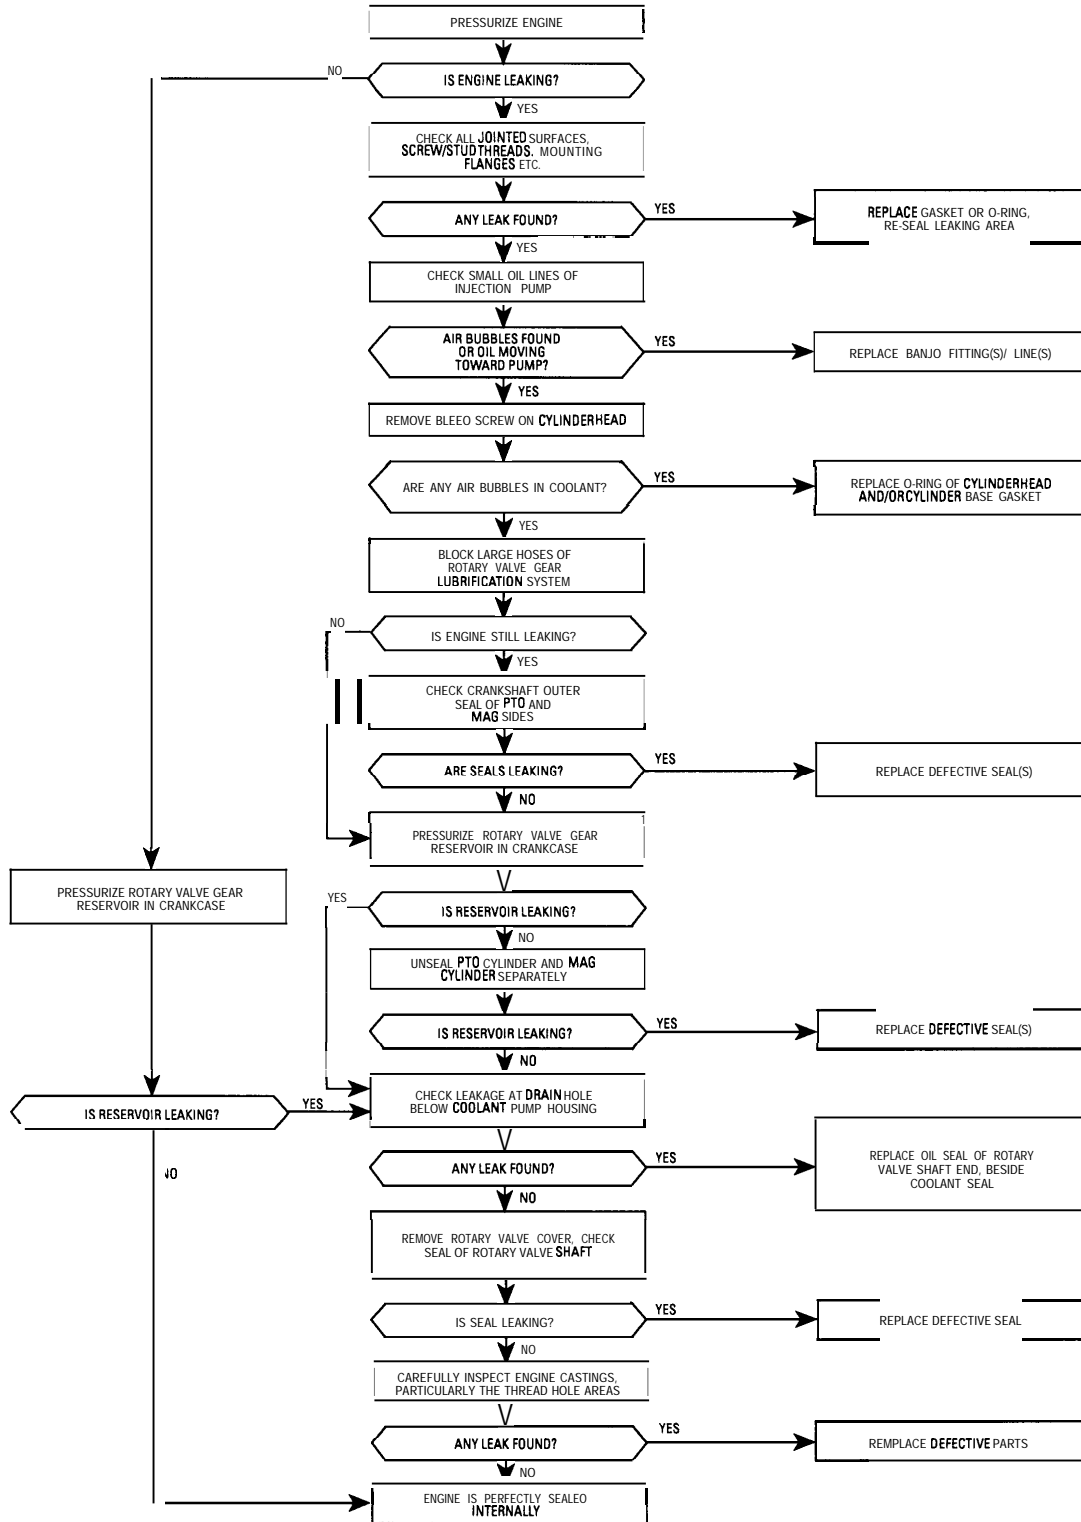 PRESSURIZE ENGINE
NO
IS ENGINE LEAKING?
YES
CHECK ALL JOINTED SURFACES,
SCREW/STUDTHREADS, MOUNTING
FLANGES ETC.
ANY LEAK FOUND?
YES
REPLACE GASKET OR O-RING,
RE-SEAL LEAKING AREA
YES
CHECK SMALL OIL LINES OF
INJECTION PUMP
AIR BUBBLES FOUND
OR OIL MOVING
TOWARD PUMP?
YES
REPLACE BANJO FITTING(S)/ LINE(S)
YES
REMOVE BLEEO SCREW ON CYLINDERHEAD
ARE ANY AIR BUBBLES IN COOLANT?
YES
REPLACE O-RING OF CYLINDERHEAD
AND/ORCYLINDER BASE GASKET
YES
BLOCK LARGE HOSES OF
ROTARY VALVE GEAR
LUBRIFICATION SYSTEM
NO
IS ENGINE STILL LEAKING?
YES
CHECK CRANKSHAFT OUTER
SEAL OF PTO AND
MAG SIDES
ARE SEALS LEAKING?
YES
REPLACE DEFECTIVE SEAL(S)
NO
PRESSURIZE ROTARY VALVE GEAR
RESERVOIR IN CRANKCASE
PRESSURIZE ROTARY VALVE GEAR
RESERVOIR IN CRANKCASE
YES
IS RESERVOIR LEAKING?
NO
UNSEAL PTO CYLINDER AND MAG
CYLINDER SEPARATELY
IS RESERVOIR LEAKING?
YES
REPLACE DEFECTIVE SEAL(S)
NO
CHECK LEAKAGE AT DRAIN HOLE
BELOW COOLANT PUMP HOUSING
IS RESERVOIR LEAKING?
YES
NO
ANY LEAK FOUND?
YES
REPLACE OIL SEAL OF ROTARY
VALVE SHAFT END, BESIDE
COOLANT SEAL
NO
REMOVE ROTARY VALVE COVER, CHECK
SEAL OF ROTARY VALVE SHAFT
IS SEAL LEAKING?
YES
REPLACE DEFECTIVE SEAL
NO
CAREFULLY INSPECT ENGINE CASTINGS,
PARTICULARLY THE THREAD HOLE AREAS
ANY LEAK FOUND?
YES
REMPLACE DEFECTIVE PARTS
NO
ENGINE IS PERFECTLY SEALEO
INTERNALLY